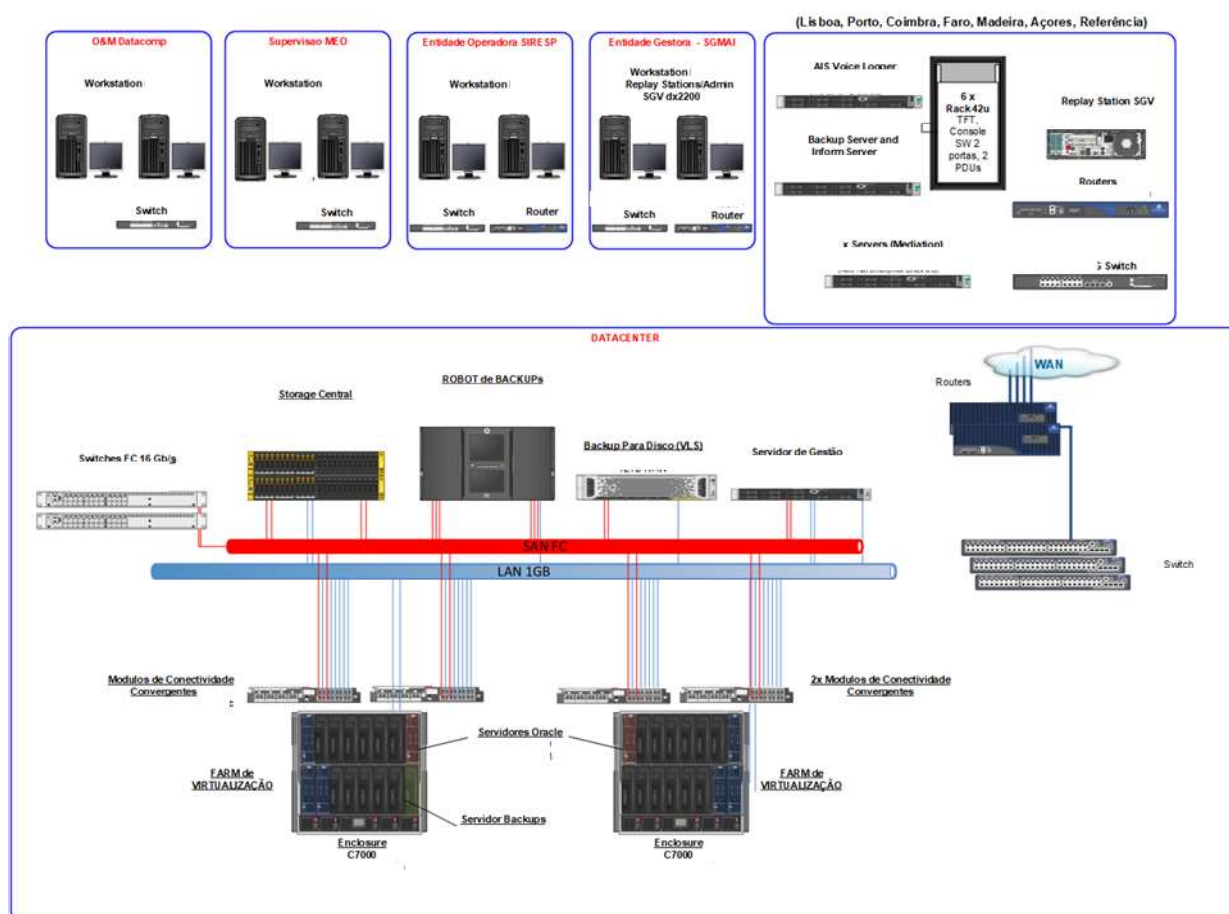 (Lisboa, Porto, Coimbra, Faro, Madeira, Açores, Referência)
O&M Datacomp
Workstation
Switch
Supervisao MEO
Workstation
Switch
Entidade Operadora SIRESP
Workstation
Switch
Router
Entidade Gestora - SGMAI
Workstation
Replay Stations/Admin
SGV dx2200
Switch
Router
AIS Voice Logger
Backup Server and
Inform Server
6 x
Rack 42u
TFT,
Console
SW 2
portas, 2
PDUs
Replay Station SGV
Routers
x Servers (Mediation)
Switch
DATACENTER
WAN
Routers
Switch
ROBOT de BACKUPs
Storage Central
Backup Para Disco (VLS)
Servidor de Gestão
Switches FC 16 Gb/s
SAN FC
LAN 1GB
Modulos de Conectividade
Convergentes
2x Modulos de Conectividade
Convergentes
Servidores Oracle
FARM de
VIRTUALIZAÇÃO
FARM de
VIRTUALIZAÇÃO
Servidor Backups
Enclosure
C7000
Enclosure
C7000